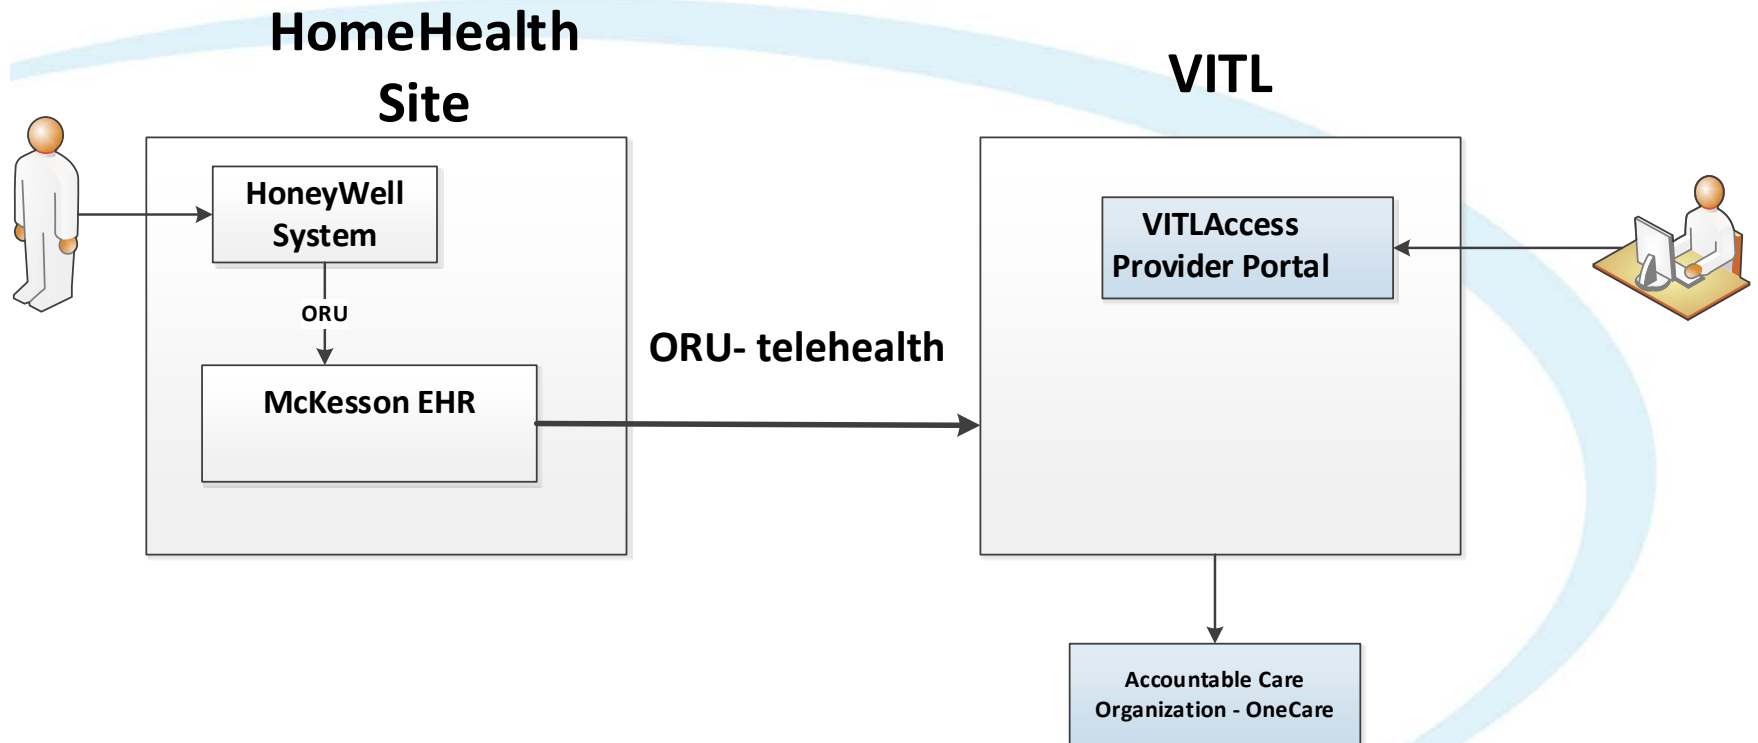 HomeHealth
Site
VITL
HoneyWell
System
ORU
McKesson EHR
ORU- telehealth
VITLAccess
Provider Portal
Accountable Care
Organization - OneCare